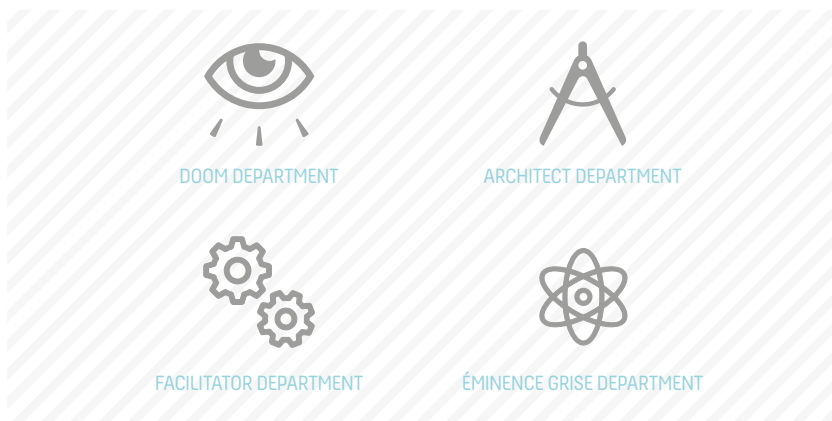 DOOM DEPARTMENT
ARCHITECT DEPARTMENT
FACILITATOR DEPARTMENT
ÉMINENCE GRISE DEPARTMENT